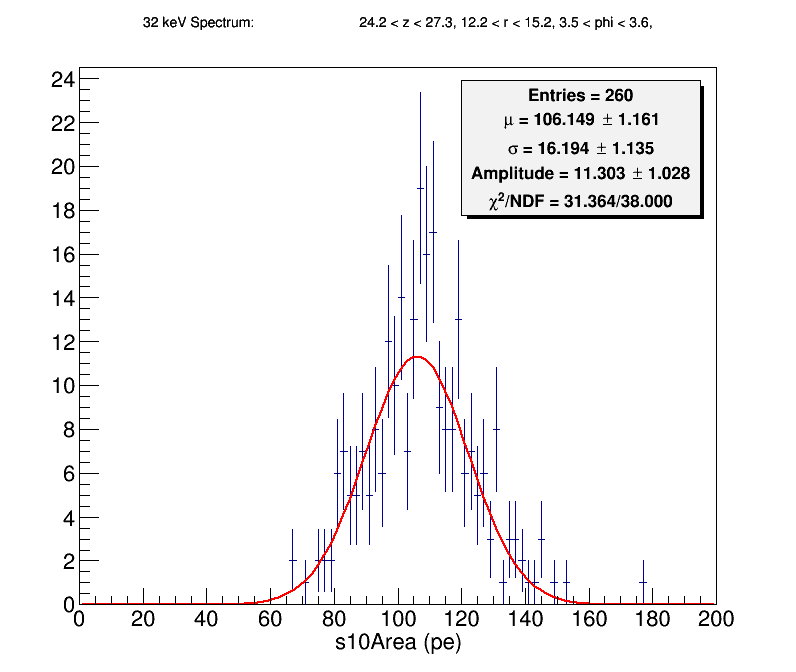 32 keV Spectrum: 24.2 < z < 27.3, 12.2 < r < 15.2, 3.5 < phi < 3.6,
Entries = 260
μ = 106.149 ± 1.161
σ = 16.194 ± 1.135
Amplitude = 11.303 ± 1.028
χ²/NDF = 31.364/38.000
24
22
20
18
16
14
12
10
8
6
4
2
0
0 20 40 60 80 100 120 140 160 180 200
s10Area (pe)